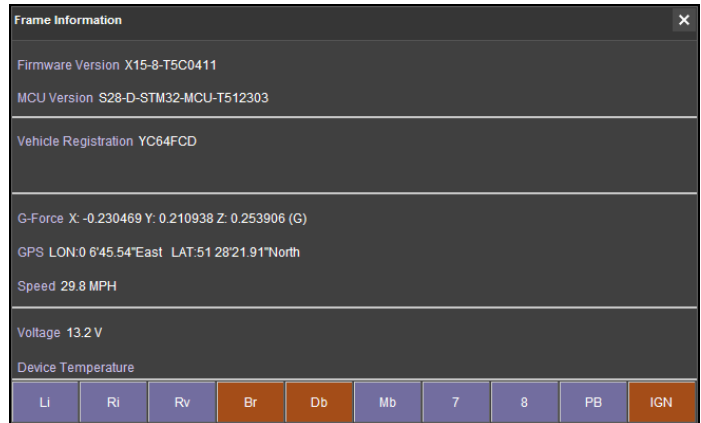 Frame Information
Firmware Version X15-8-T5C0411
MCU Version S28-D-STM32-MCU-T512303
Vehicle Registration YC64FCD
G-Force X: -0.230469 Y: 0.210938 Z: 0.253906 (G)
GPS LON:0 6'45.54"East LAT:51 28'21.91"North
Speed 29.8 MPH
Voltage 13.2 V
Device Temperature
Li Ri Rv Br Db Mb 7 8 PB IGN